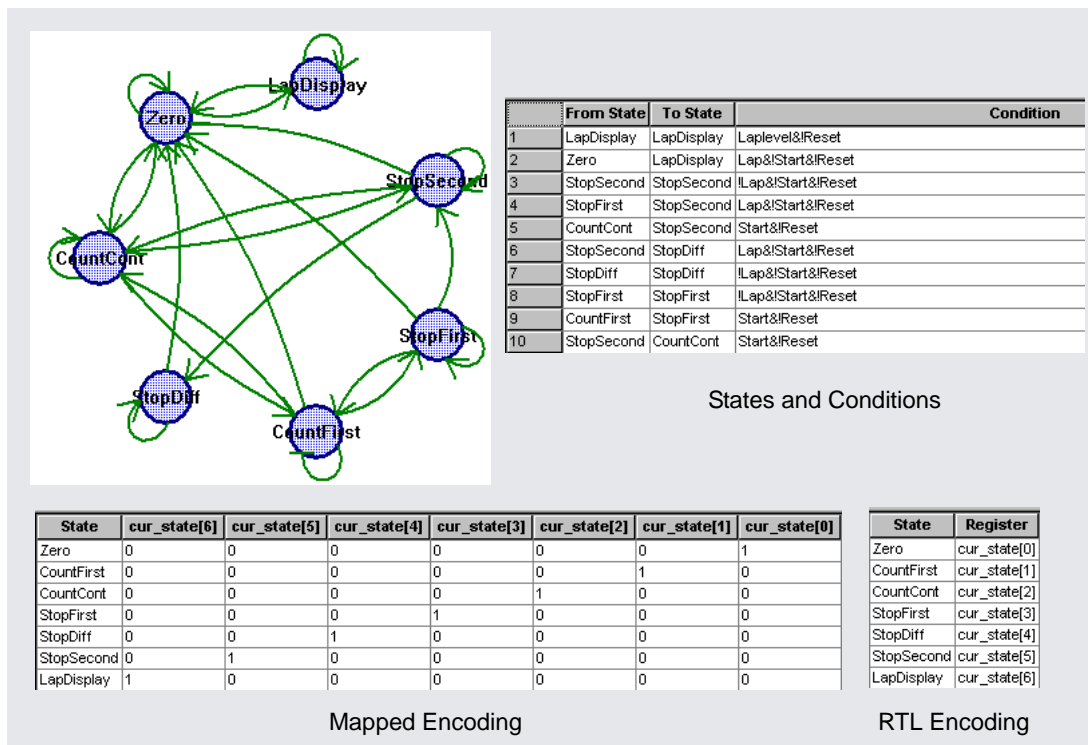 LapDisplay
Zero
StopSecond
CountCont
StopFirst
StopDiff
CountFirst
From State To State Condition
1 LapDisplay LapDisplay Laplevel&!Reset
2 Zero LapDisplay Lap&!Start&!Reset
3 StopSecond StopSecond !Lap&!Start&!Reset
4 StopFirst StopSecond Lap&!Start&!Reset
5 CountCont StopSecond Start&!Reset
6 StopSecond StopDiff Lap&!Start&!Reset
7 StopDiff StopDiff !Lap&!Start&!Reset
8 StopFirst StopFirst !Lap&!Start&!Reset
9 CountFirst StopFirst Start&!Reset
10 StopSecond CountCont Start&!Reset
States and Conditions
State cur_state[6] cur_state[5] cur_state[4] cur_state[3] cur_state[2] cur_state[1] cur_state[0]
Zero 0 0 0 0 0 0 1
CountFirst 0 0 0 0 0 1 0
CountCont 0 0 0 0 1 0 0
StopFirst 0 0 0 1 0 0 0
StopDiff 0 0 1 0 0 0 0
StopSecond 0 1 0 0 0 0 0
LapDisplay 1 0 0 0 0 0 0
Mapped Encoding
State Register
Zero cur_state[0]
CountFirst cur_state[1]
CountCont cur_state[2]
StopFirst cur_state[3]
StopDiff cur_state[4]
StopSecond cur_state[5]
LapDisplay cur_state[6]
RTL Encoding